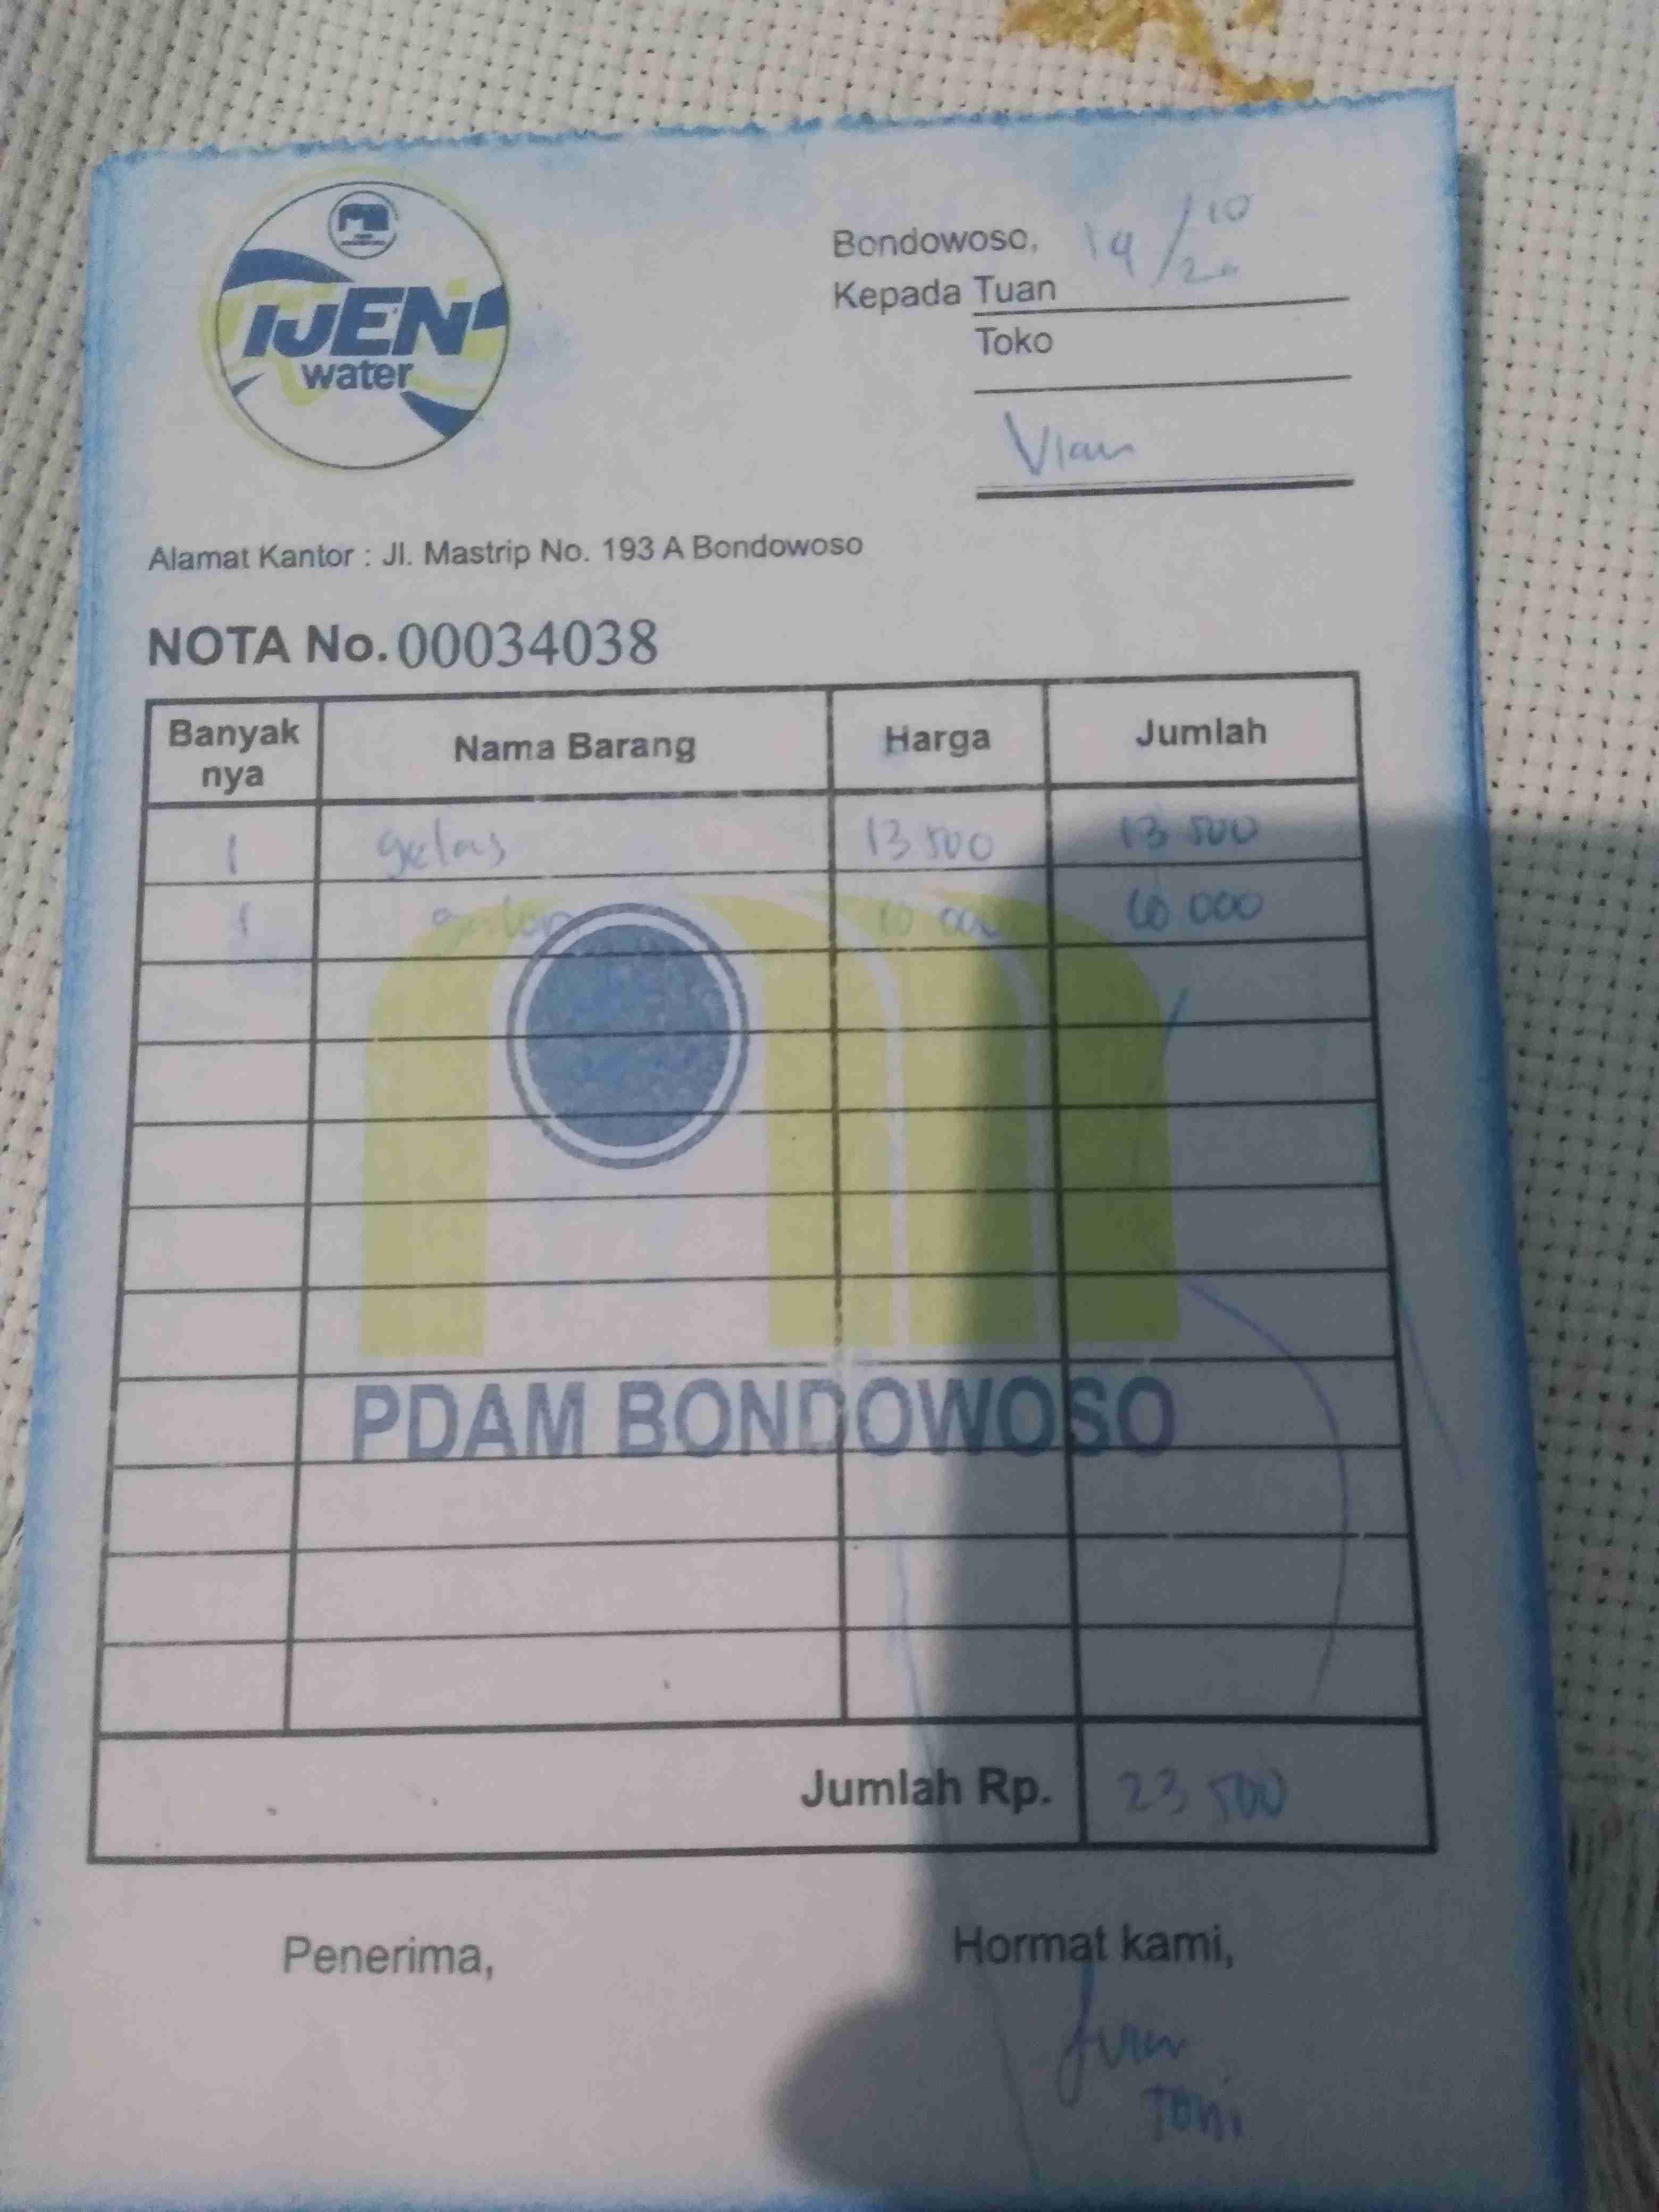 IJEN
water
Bondowoso, 19/10
20
Kepada Tuan
Toko
Vian
Alamat Kantor : Jl. Mastrip No. 193 A Bondowoso
NOTA No. 00034038
Banyak nya Nama Barang Harga Jumlah
1 gelas 13 500 13 500
1 galon 10 000 10 000
PDAM BONDOWOSO
Jumlah Rp. 23 500
Penerima, Hormat kami,
Toni